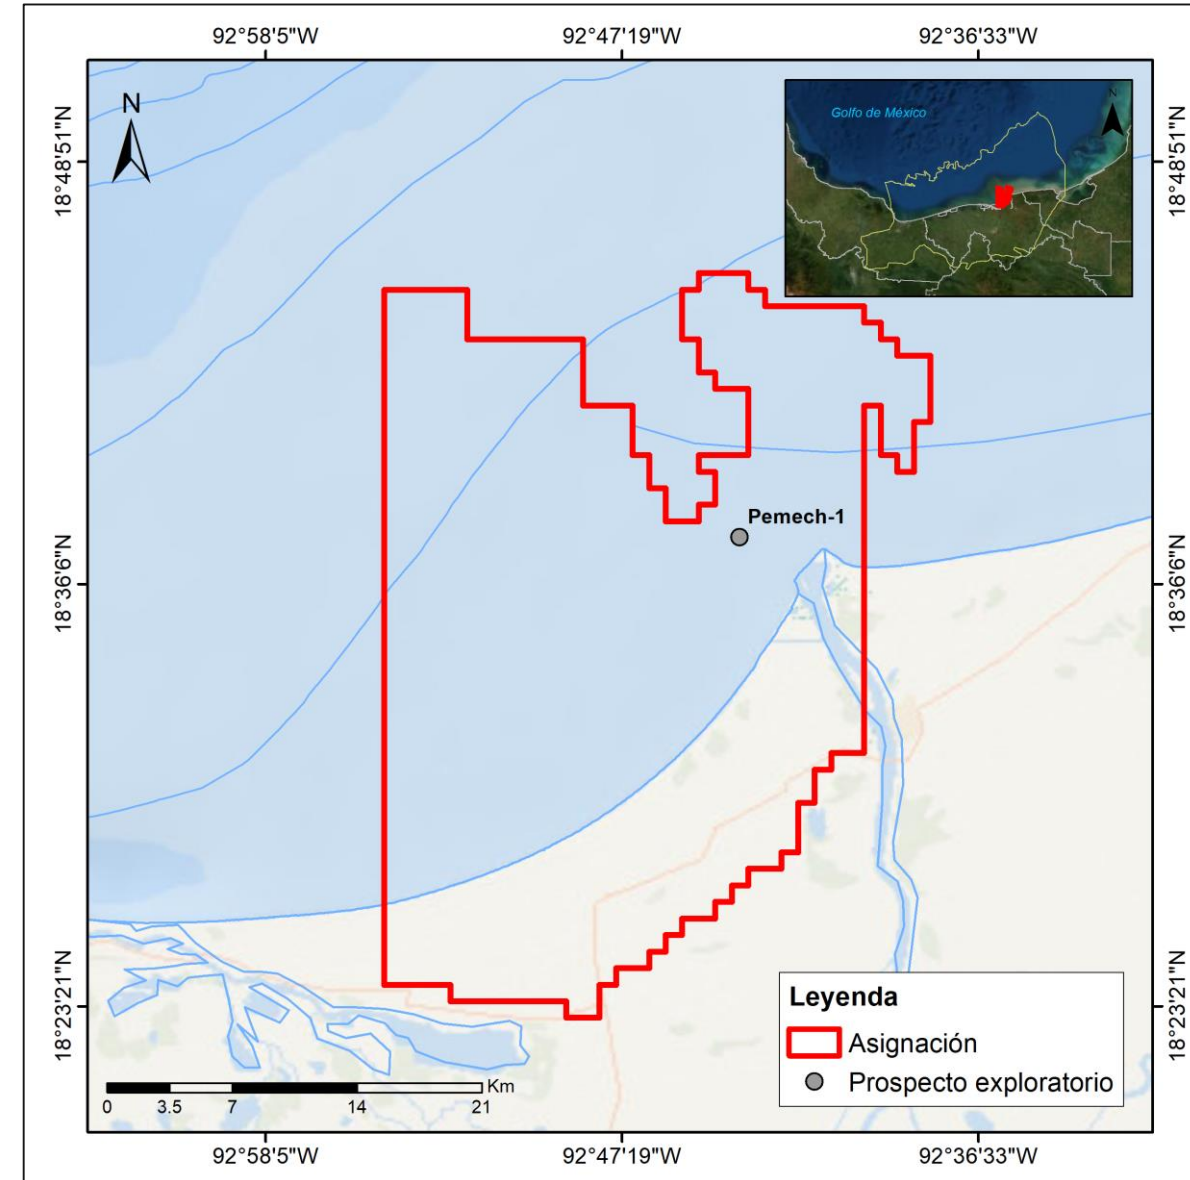 92°58'5"W
92°47'19"W
92°36'33"W
N
18°48'51"N
18°48'51"N
Golfo de México
N
Pemech-1
18°36'6"N
18°36'6"N
18°23'21"N
18°23'21"N
Leyenda
Asignación
Prospecto exploratorio
Km
0 3.5 7 14 21
92°58'5"W
92°47'19"W
92°36'33"W